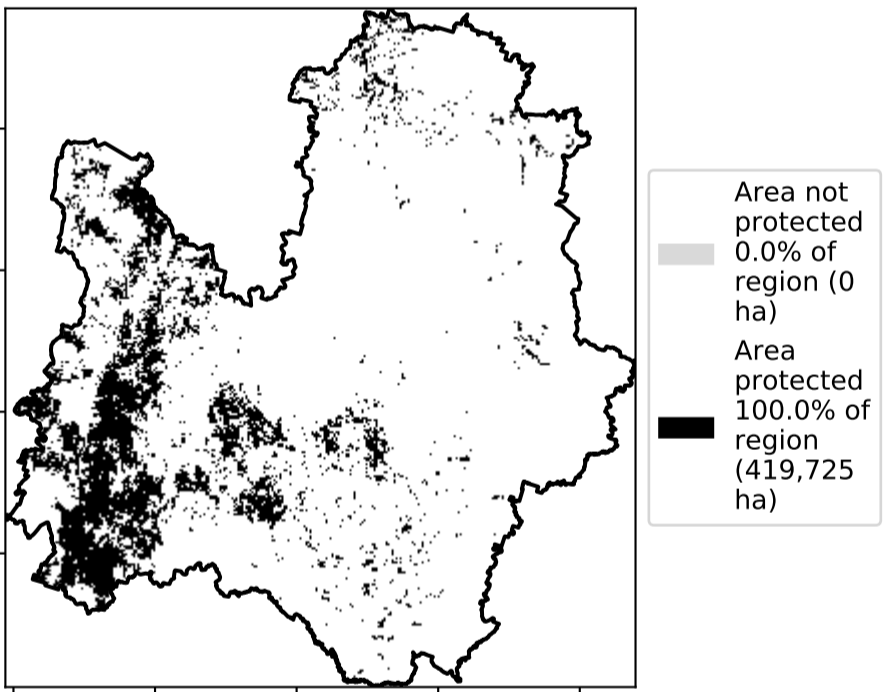 Area not
protected
0.0% of
region (0
ha)
Area
protected
100.0% of
region
(419,725
ha)